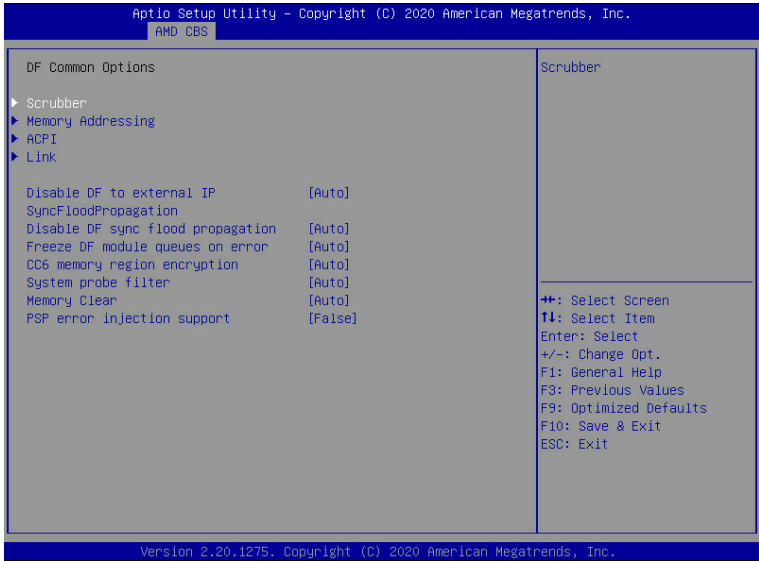 Aptio Setup Utility – Copyright (C) 2020 American Megatrends, Inc.
AMD CBS
DF Common Options
Scrubber
Memory Addressing
ACPI
Link
Disable DF to external IP [Auto]
SyncFloodPropagation
Disable DF sync flood propagation [Auto]
Freeze DF module queues on error [Auto]
CC6 memory region encryption [Auto]
System probe filter [Auto]
Memory Clear [Auto]
PSP error injection support [False]
Scrubber
→←: Select Screen
↑↓: Select Item
Enter: Select
+/-: Change Opt.
F1: General Help
F3: Previous Values
F9: Optimized Defaults
F10: Save & Exit
ESC: Exit
Version 2.20.1275. Copyright (C) 2020 American Megatrends, Inc.